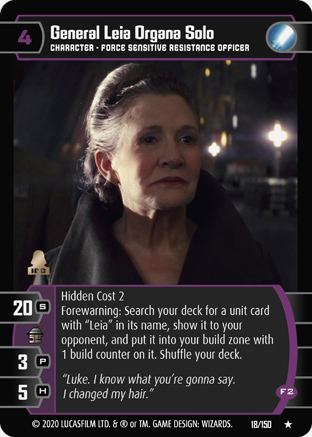 4
General Leia Organa Solo
CHARACTER - FORCE SENSITIVE RESISTANCE OFFICER
20 S
3 P
5 H
Hidden Cost 2
Forewarning: Search your deck for a unit card
with “Leia” in its name, show it to your
opponent, and put it into your build zone with
1 build counter on it. Shuffle your deck.
“Luke. I know what you're gonna say.
I changed my hair.”
F2
© 2020 LUCASFILM LTD. & ® or TM. GAME DESIGN: WIZARDS.
18/150